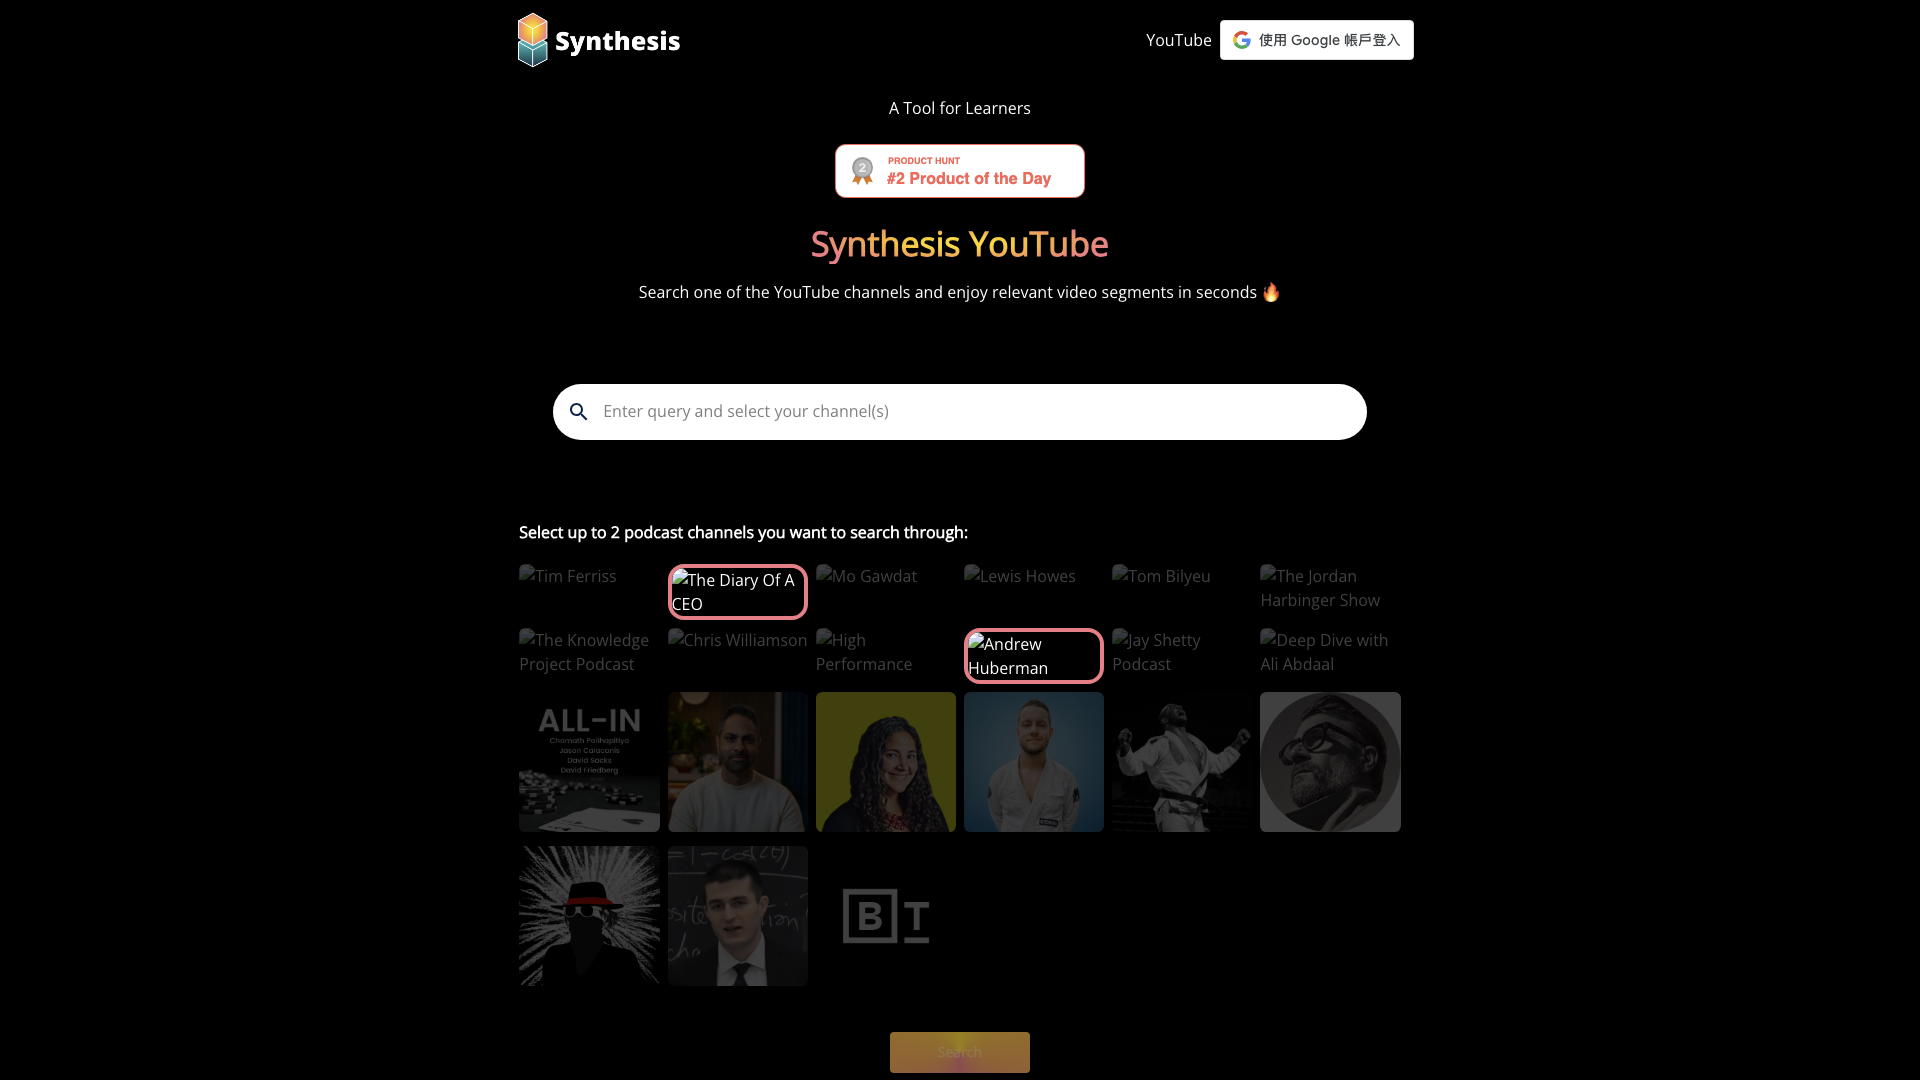 Synthesis
YouTube
使用 Google 帳戶登入
A Tool for Learners
2
PRODUCT HUNT
#2 Product of the Day
Synthesis YouTube
Search one of the YouTube channels and enjoy relevant video segments in seconds 🔥
Enter query and select your channel(s)
Select up to 2 podcast channels you want to search through:
Tim Ferriss
The Diary Of A
CEO
Mo Gawdat
Lewis Howes
Tom Bilyeu
The Jordan
Harbinger Show
The Knowledge
Project Podcast
Chris Williamson
High
Performance
Andrew
Huberman
Jay Shetty
Podcast
Deep Dive with
Ali Abdaal
ALL-IN
Chamath Palihapitiya
Jason Calacanis
David Sacks
David Friedberg
B T
Search